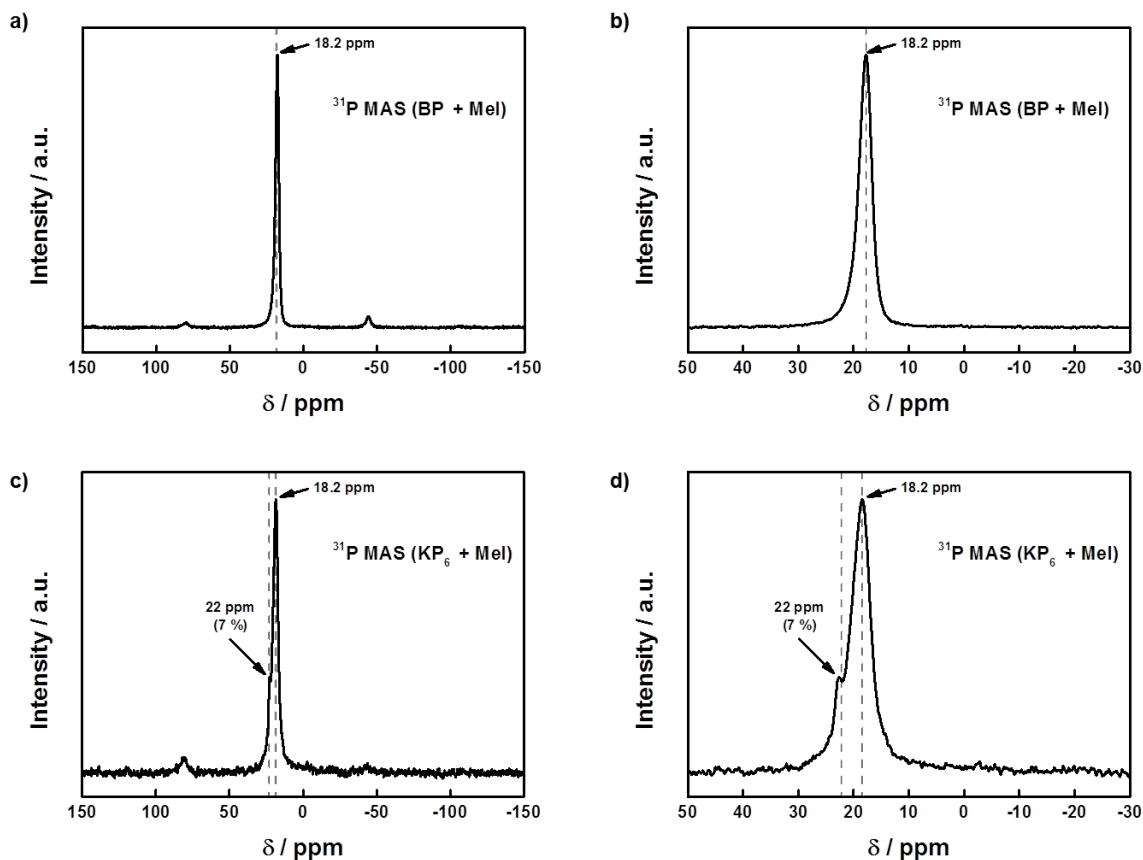 a)
18.2 ppm
³¹P MAS (BP + Mel)
Intensity / a.u.
150 100 50 0 -50 -100 -150
δ / ppm
b)
18.2 ppm
³¹P MAS (BP + Mel)
Intensity / a.u.
50 40 30 20 10 0 -10 -20 -30
δ / ppm
c)
18.2 ppm
³¹P MAS (KP₆ + Mel)
22 ppm
(7 %)
Intensity / a.u.
150 100 50 0 -50 -100 -150
δ / ppm
d)
18.2 ppm
³¹P MAS (KP₆ + Mel)
22 ppm
(7 %)
Intensity / a.u.
50 40 30 20 10 0 -10 -20 -30
δ / ppm